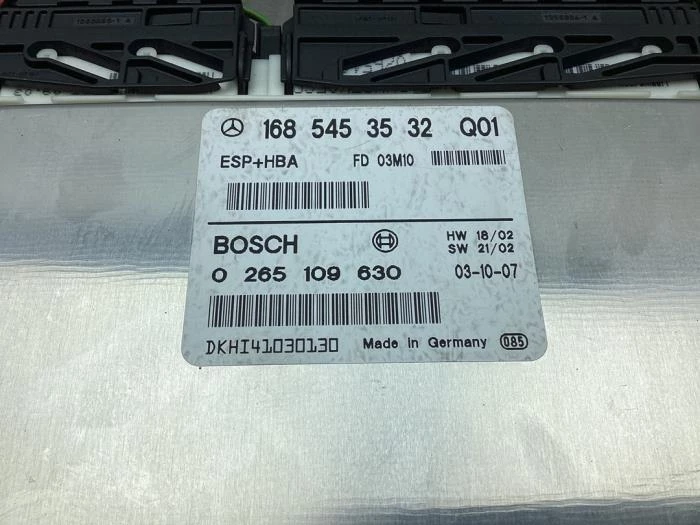 168 545 35 32 Q01
ESP+HBA FD 03M10
BOSCH HW 18/02
SW 21/02
0 265 109 630 03-10-07
DKHI41030130 Made in Germany 085